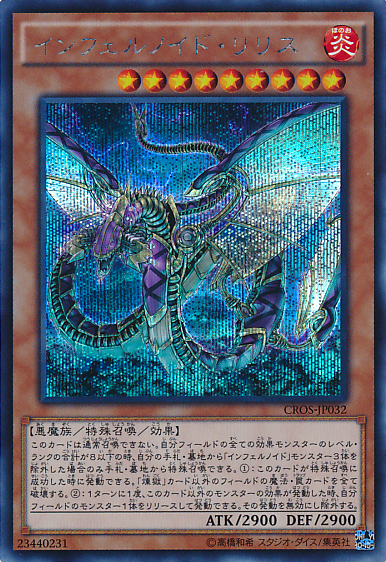 インフェルノイド・リリス
炎
CROS-JP032
【悪魔族／特殊召喚／効果】
このカードは通常召喚できない。自分フィールドの全ての効果モンスターのレベル・
ランクの合計が8以下の時、自分の手札・墓地から「インフェルノイド」モンスター3体を
除外した場合のみ手札・墓地から特殊召喚できる。①：このカードが特殊召喚に
成功した時に発動できる。「煉獄」カード以外のフィールドの魔法・罠カードを全て
破壊する。②：1ターンに1度、このカード以外のモンスターの効果が発動した時、自分
フィールドのモンスター1体をリリースして発動できる。その発動を無効にし除外する。
ATK/2900 DEF/2900
23440231
©高橋和希 スタジオ・ダイス/集英社